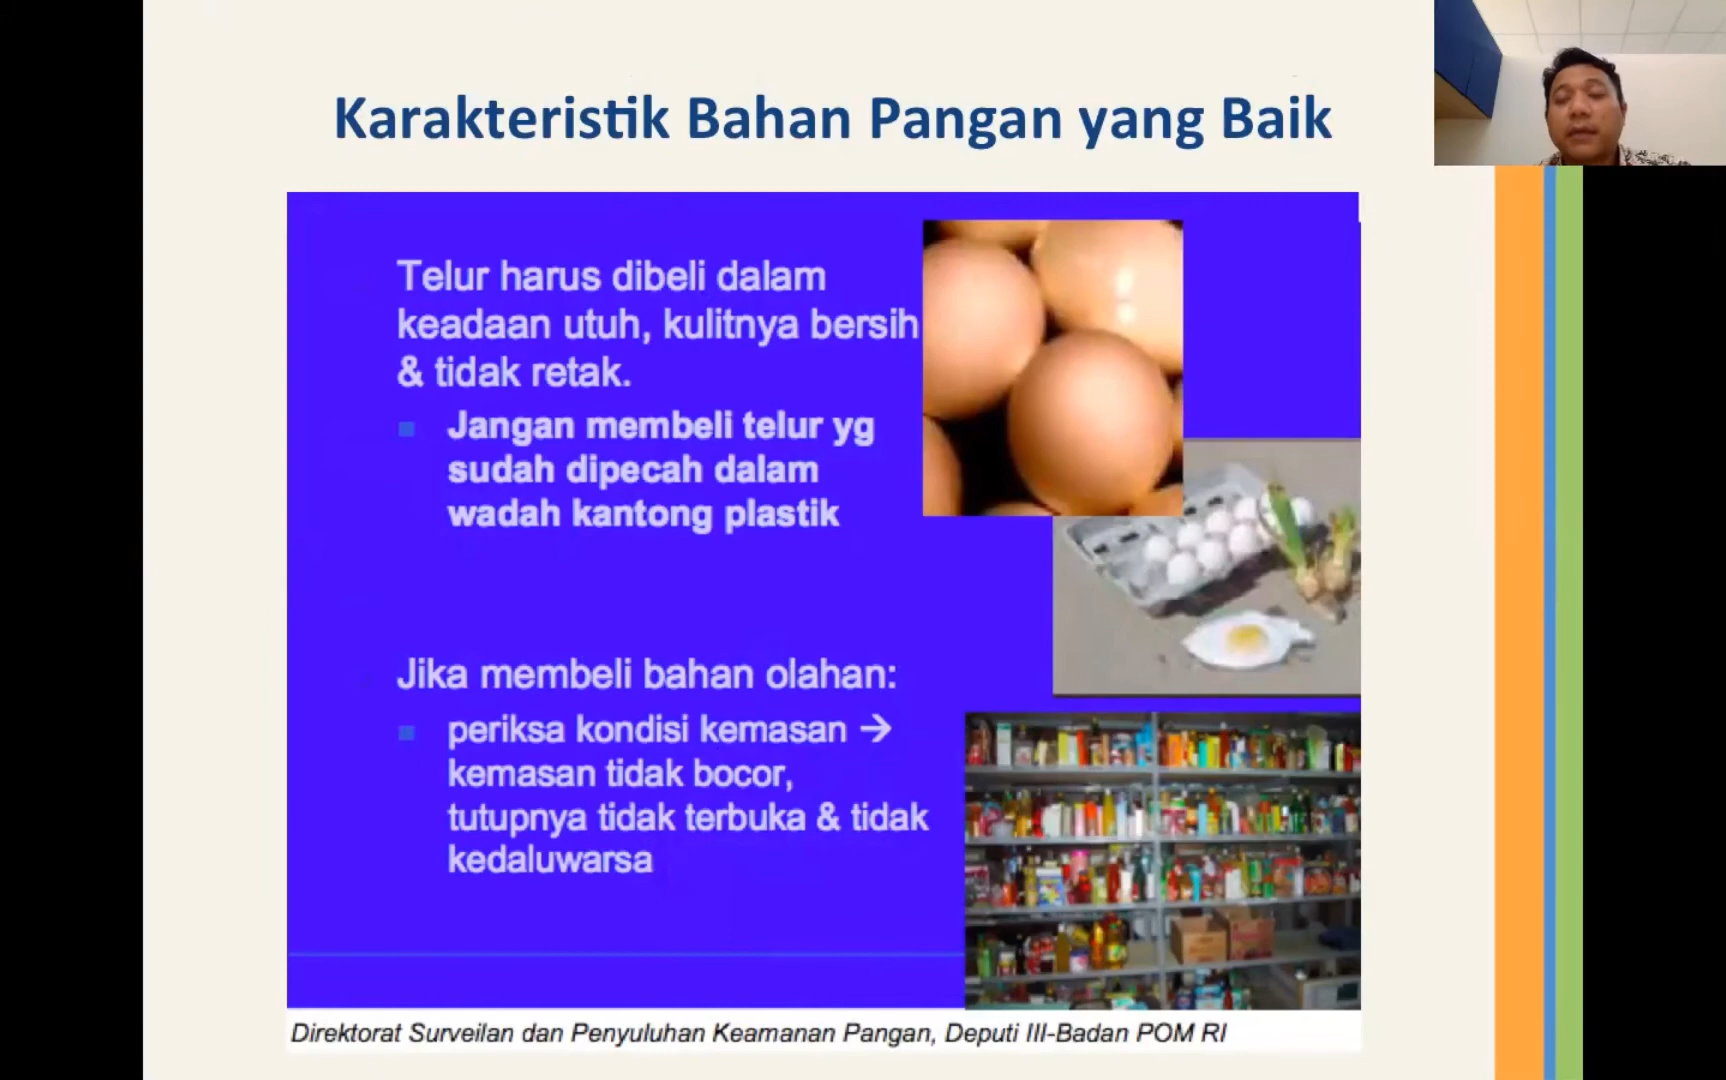 Karakteristik Bahan Pangan yang Baik
Telur harus dibeli dalam
keadaan utuh, kulitnya bersih
& tidak retak.
Jangan membeli telur yg
sudah dipecah dalam
wadah kantong plastik
Jika membeli bahan olahan:
periksa kondisi kemasan →
kemasan tidak bocor,
tutupnya tidak terbuka & tidak
kedaluwarsa
Direktorat Surveilan dan Penyuluhan Keamanan Pangan, Deputi III-Badan POM RI